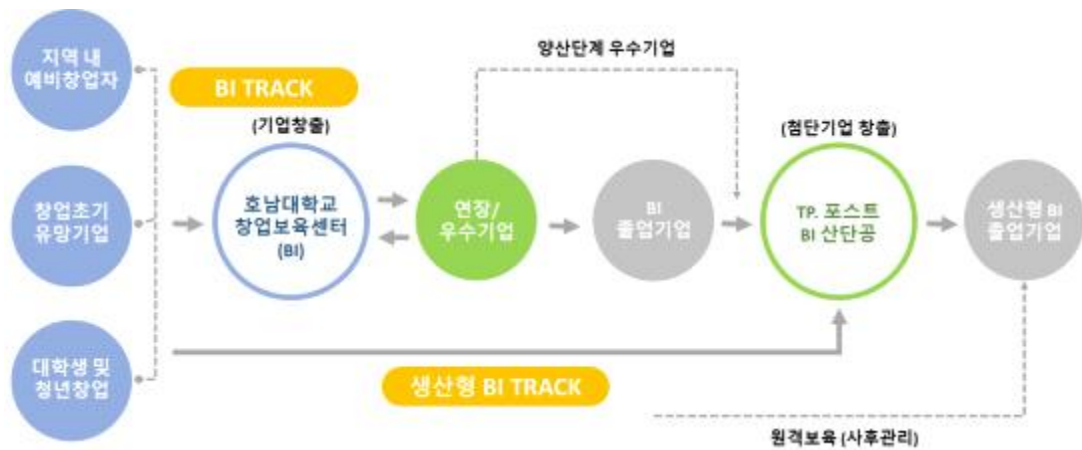 지역 내
예비창업자
창업초기
유망기업
대학생 및
청년창업
BI TRACK
(기업창출)
호남대학교
창업보육센터
(BI)
양산단계 우수기업
연장/
우수기업
BI
졸업기업
(첨단기업 창출)
TP. 포스트
BI 산단공
생산형 BI
졸업기업
생산형 BI TRACK
원격보육 (사후관리)